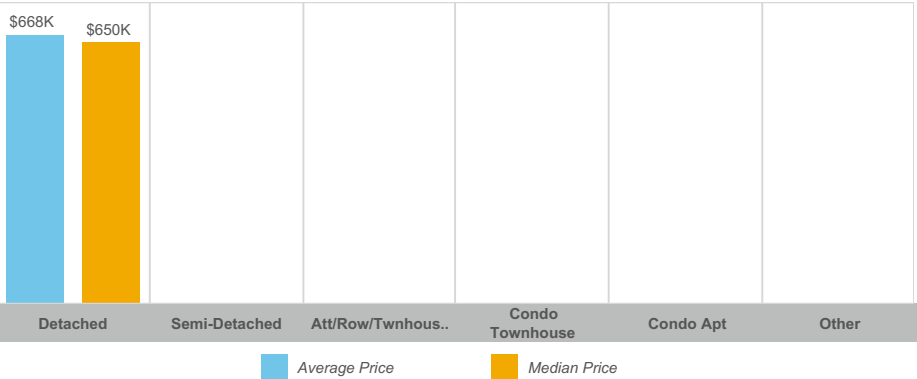 $668K
$650K
Detached
Semi-Detached
Att/Row/Twnhous..
Condo
Townhouse
Condo Apt
Other
Average Price
Median Price